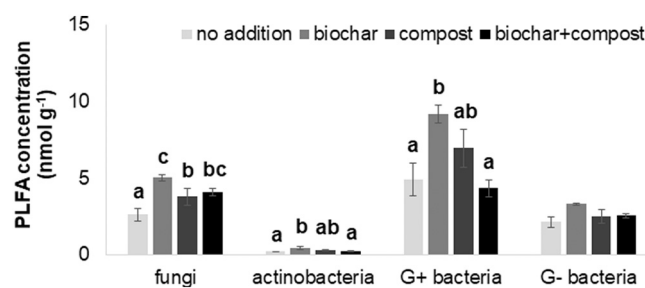 15
no addition biochar compost biochar+compost
PLFA concentration
(nmol g-1)
10
5
0
a c b bc
a b ab a
a b ab a
fungi actinobacteria G+ bacteria G- bacteria